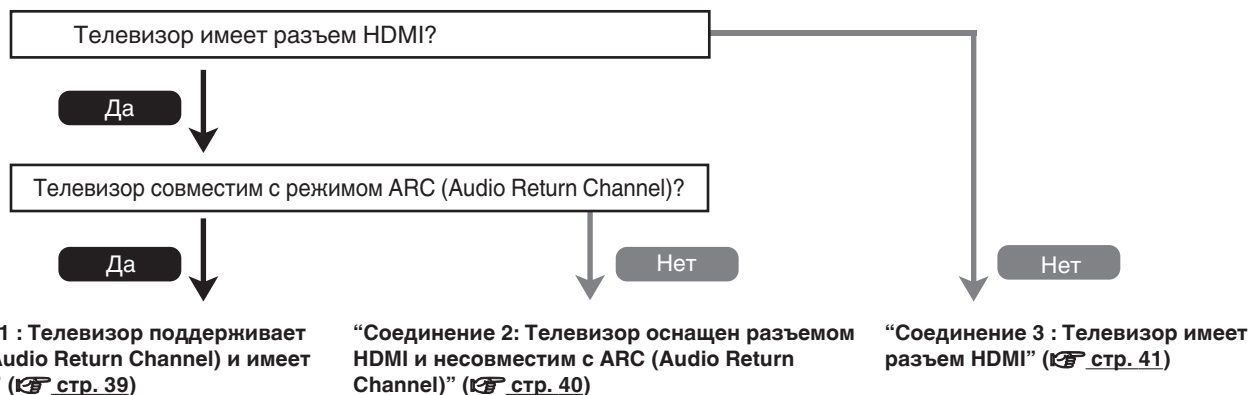 Телевизор имеет разъем HDMI?
Да
Телевизор совместим с режимом ARC (Audio Return Channel)?
Да
Нет
Нет
1 : Телевизор поддерживает
Audio Return Channel) и имеет
” (☞ стр. 39)
“Соединение 2: Телевизор оснащен разъемом
HDMI и несовместим с ARC (Audio Return
Channel)” (☞ стр. 40)
“Соединение 3 : Телевизор имеет
разъем HDMI” (☞ стр. 41)